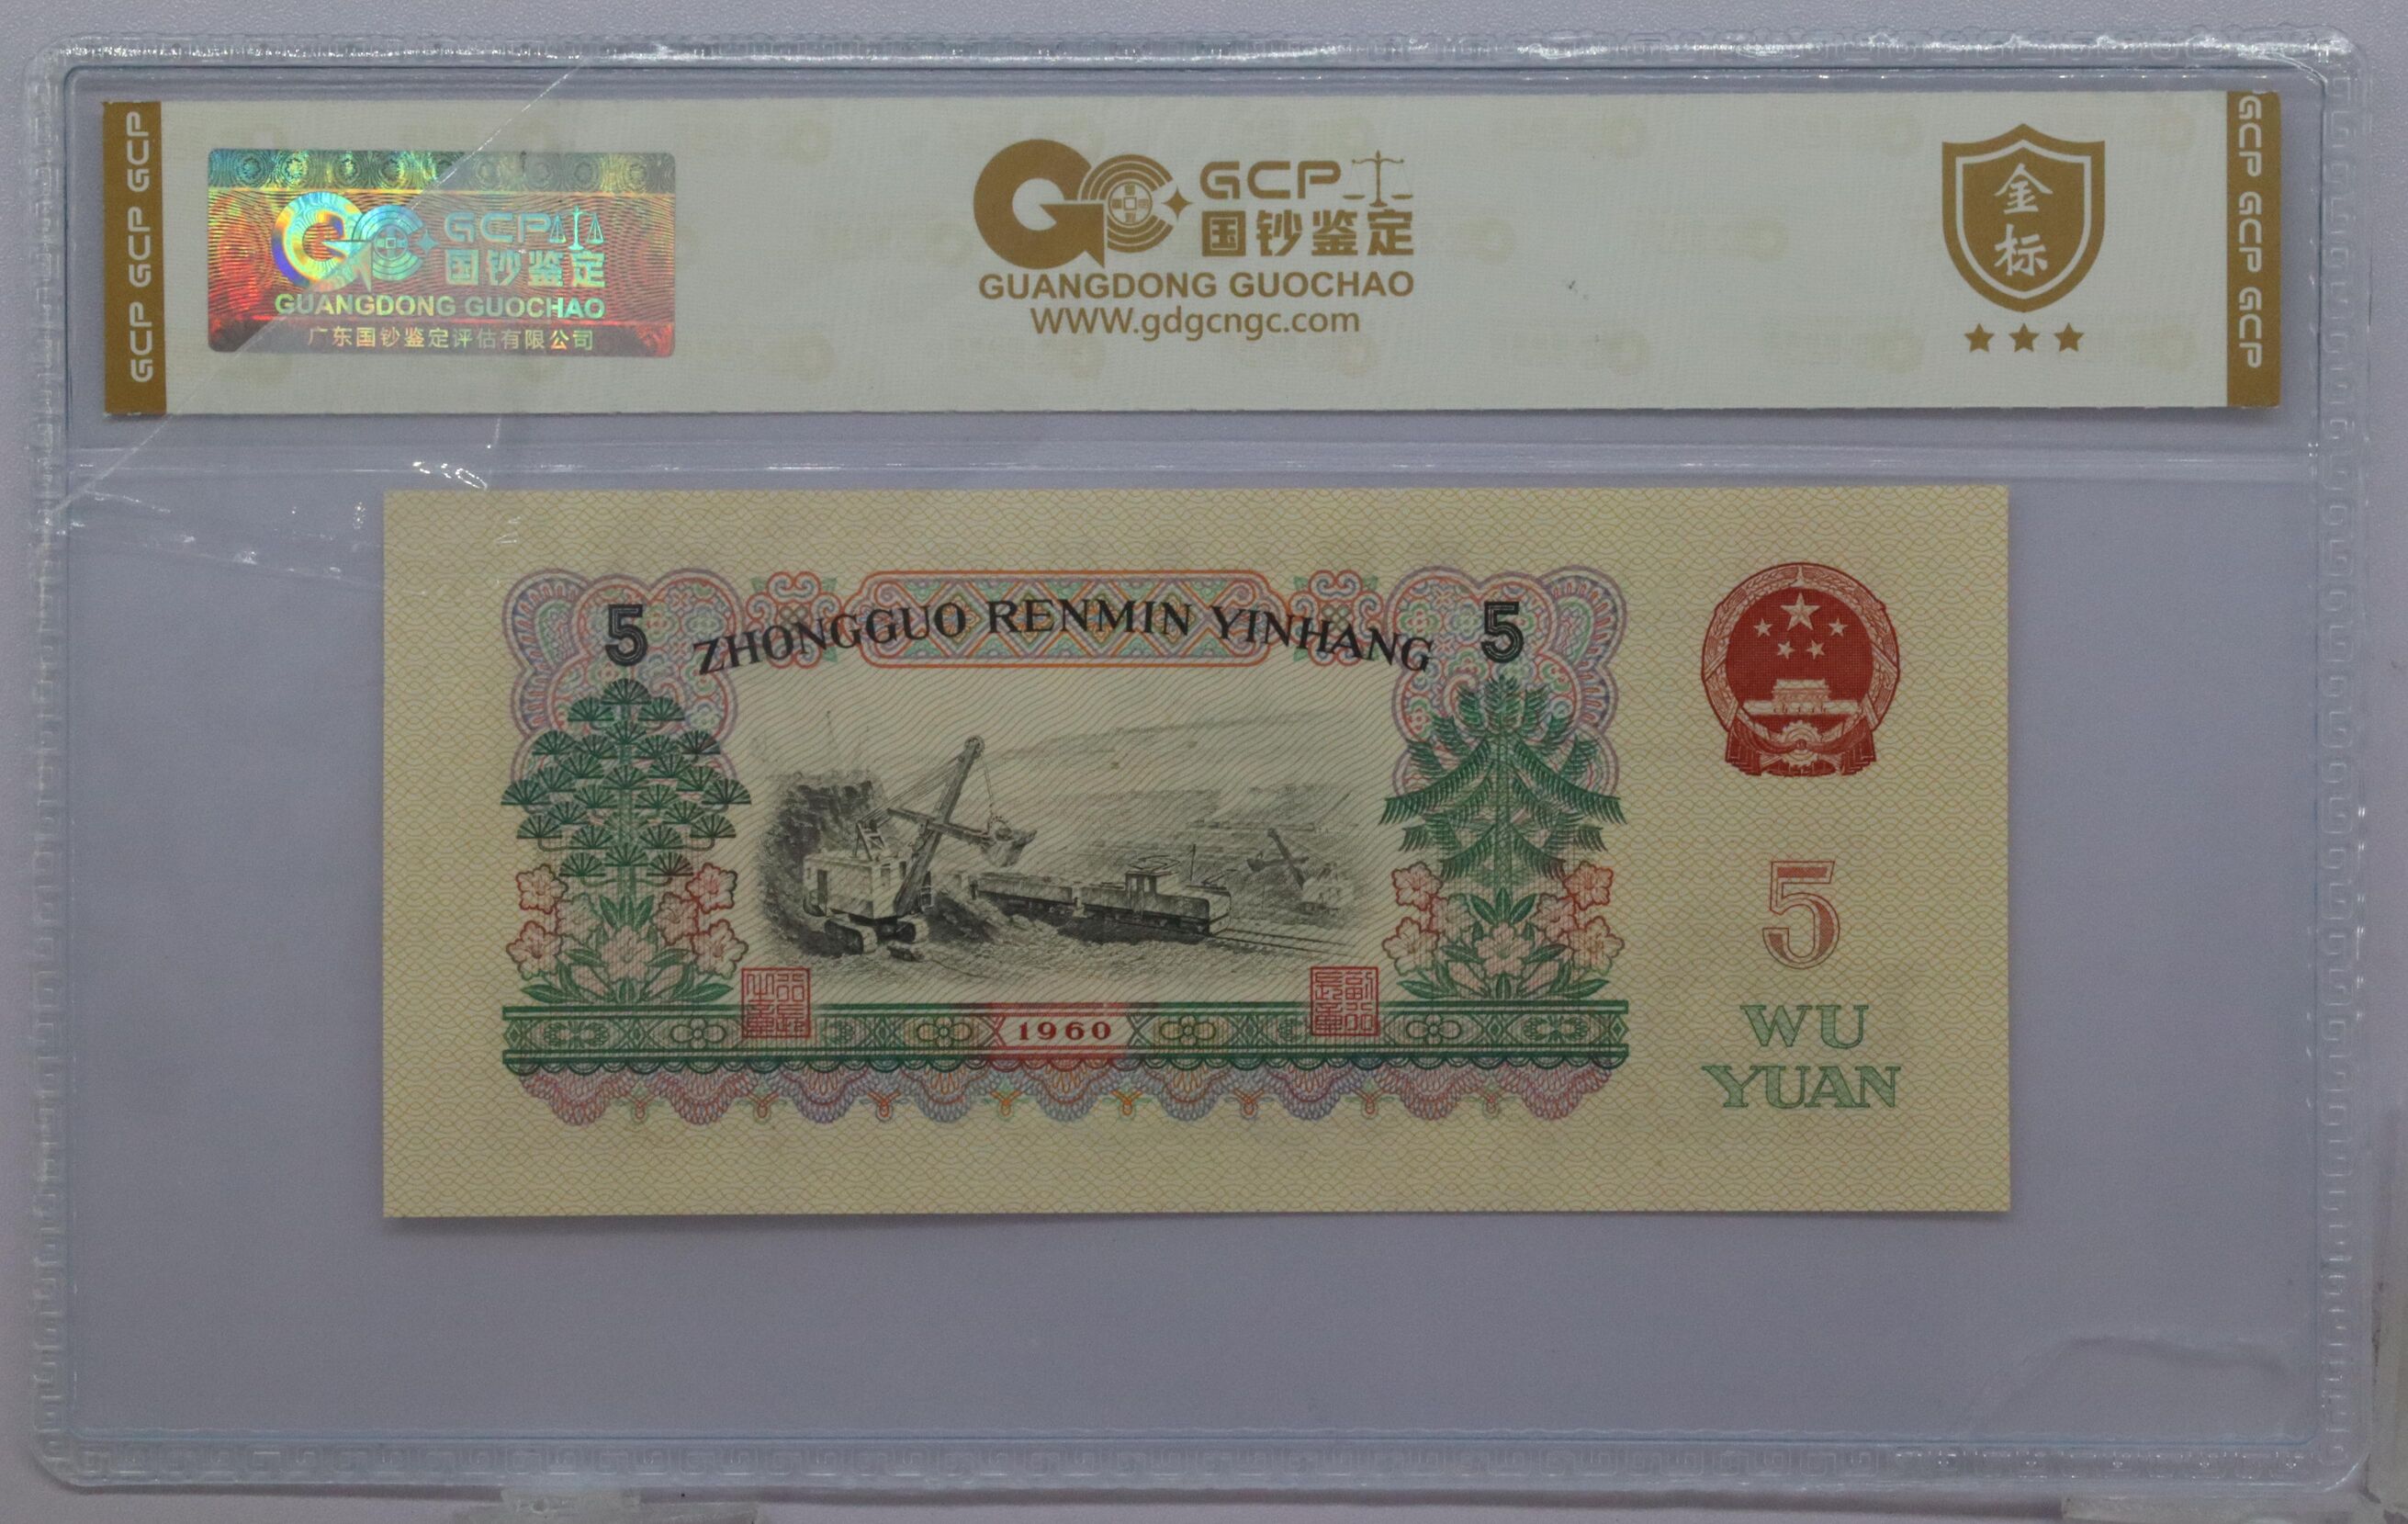 GCP GCP GCP
GCP
国钞鉴定
GUANGDONG GUOCHAO
广东国钞鉴定评估有限公司
GCP
国钞鉴定
GUANGDONG GUOCHAO
www.gdgcngc.com
金
标
GCP GCP GCP
5 ZHONGGUO RENMIN YINHANG 5
1960
5
WU
YUAN